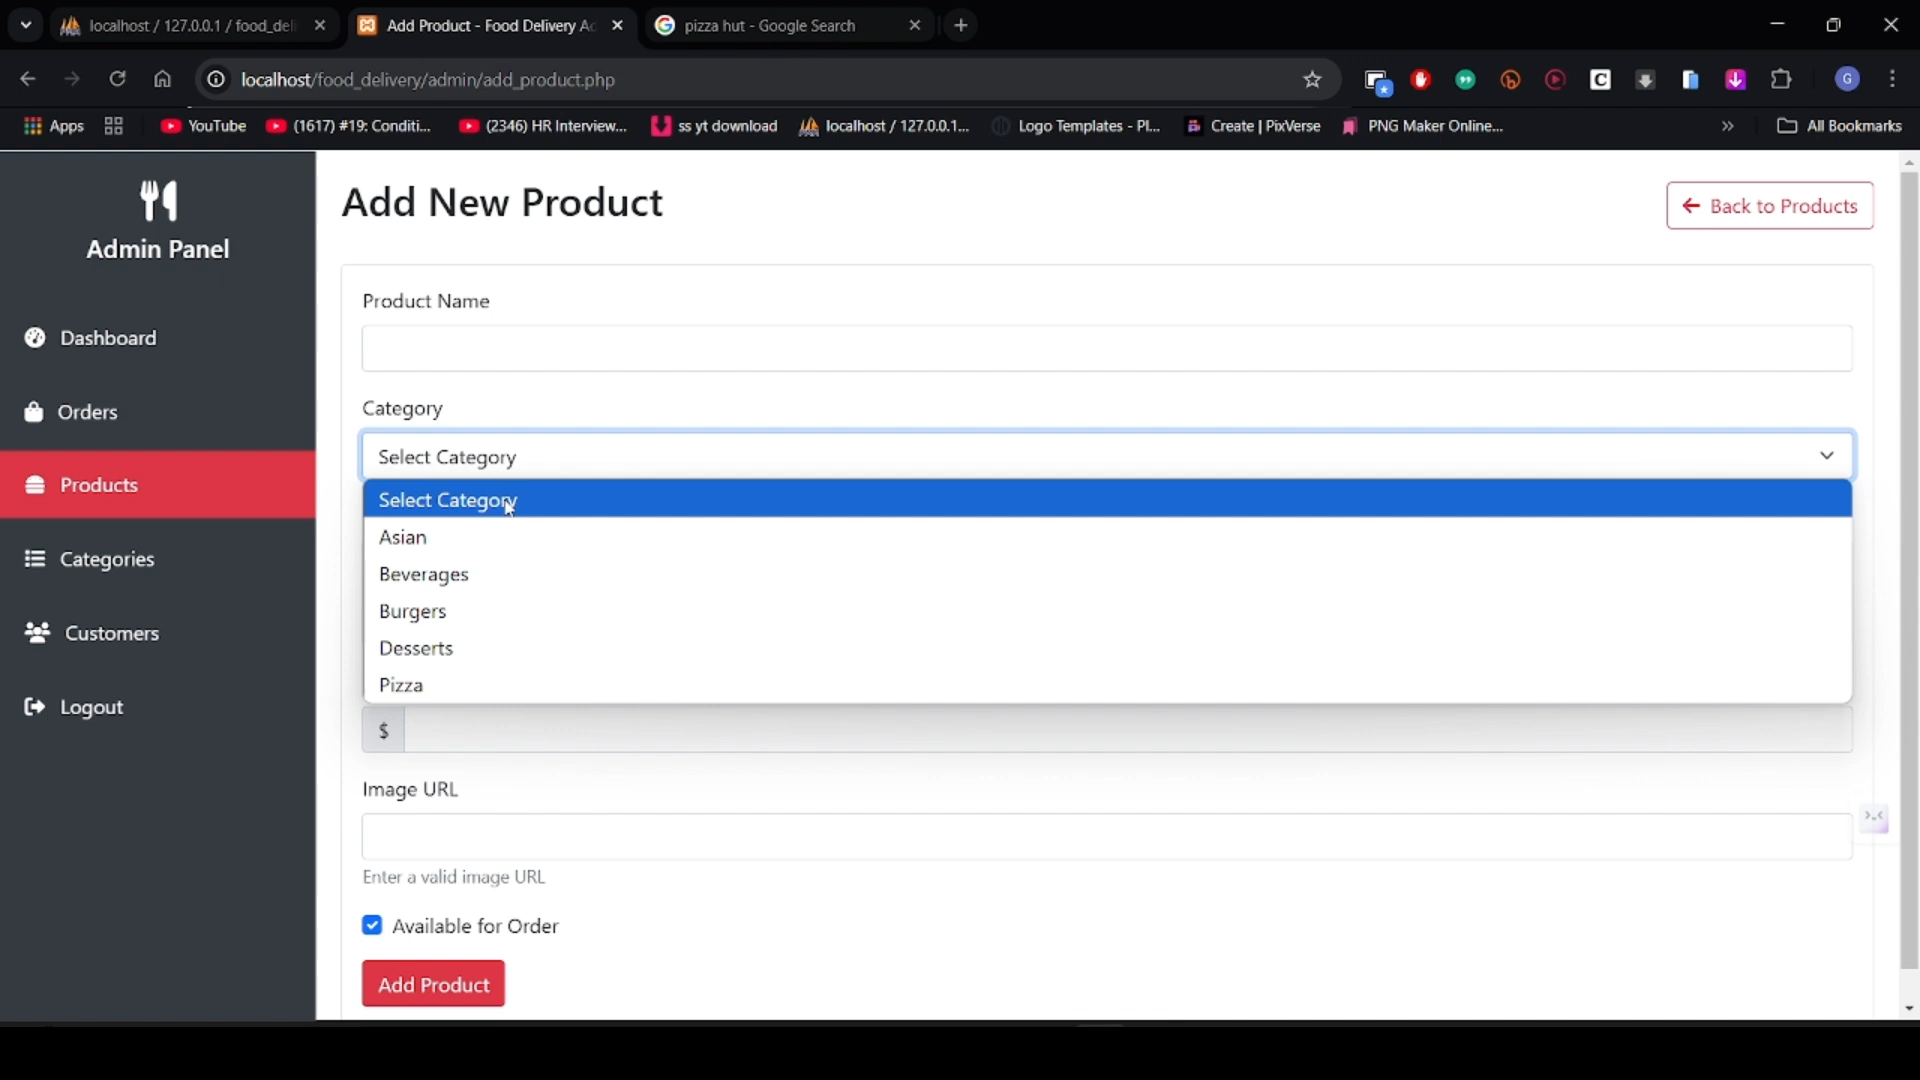 localhost / 127.0.0.1 / food_deli
Add Product - Food Delivery Ad
pizza hut - Google Search
localhost/food_delivery/admin/add_product.php
G
Apps
YouTube
(1617) #19: Conditi...
(2346) HR Interview...
ss yt download
localhost / 127.0.0.1...
Logo Templates - Pl...
Create | PixVerse
PNG Maker Online...
All Bookmarks
Admin Panel
Dashboard
Orders
Products
Categories
Customers
Logout
Add New Product
Back to Products
Product Name
Category
Select Category
Select Category
Asian
Beverages
Burgers
Desserts
Pizza
$
Image URL
Enter a valid image URL
Available for Order
Add Product